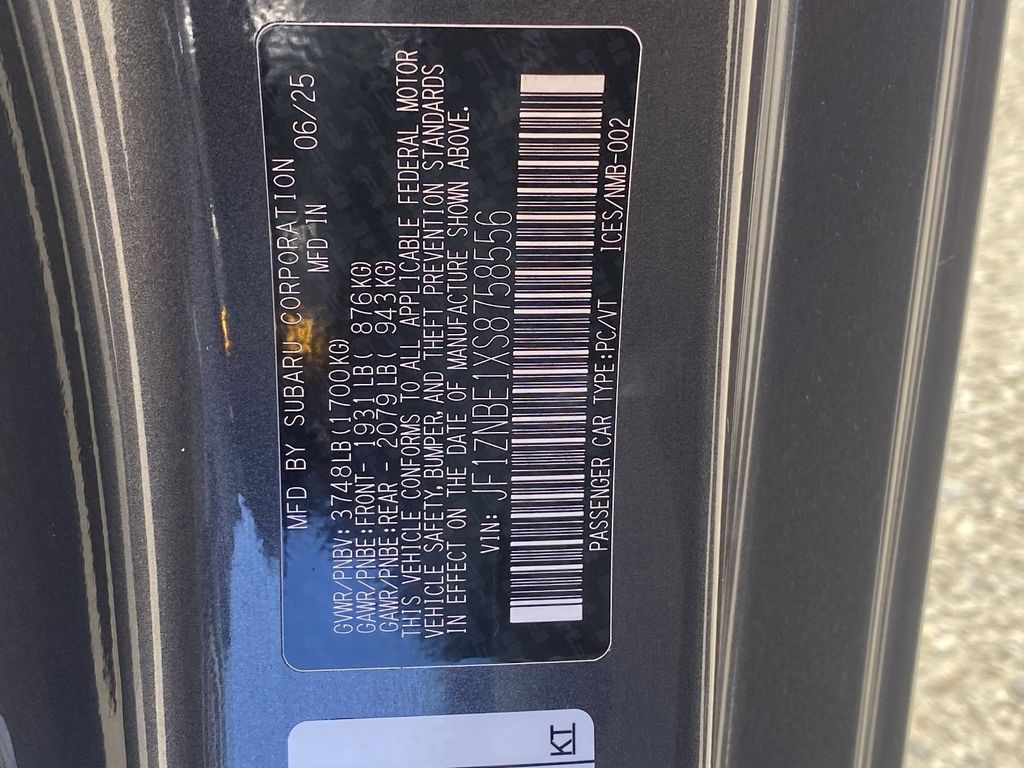 MFD BY SUBARU CORPORATION
MFD IN 06/25
GVWR/PNBV: 3748LB(1700KG)
GAWR/PNBE:FRONT- 1931LB( 876KG)
GAWR/PNBE:REAR - 2079LB( 943KG)
THIS VEHICLE CONFORMS TO ALL APPLICABLE FEDERAL MOTOR
VEHICLE SAFETY,BUMPER,AND THEFT PREVENTION STANDARDS
IN EFFECT ON THE DATE OF MANUFACTURE SHOWN ABOVE.
VIN: JF1ZNBE1XS8758556
PASSENGER CAR TYPE:PC/VT ICES/NMB-002
KT